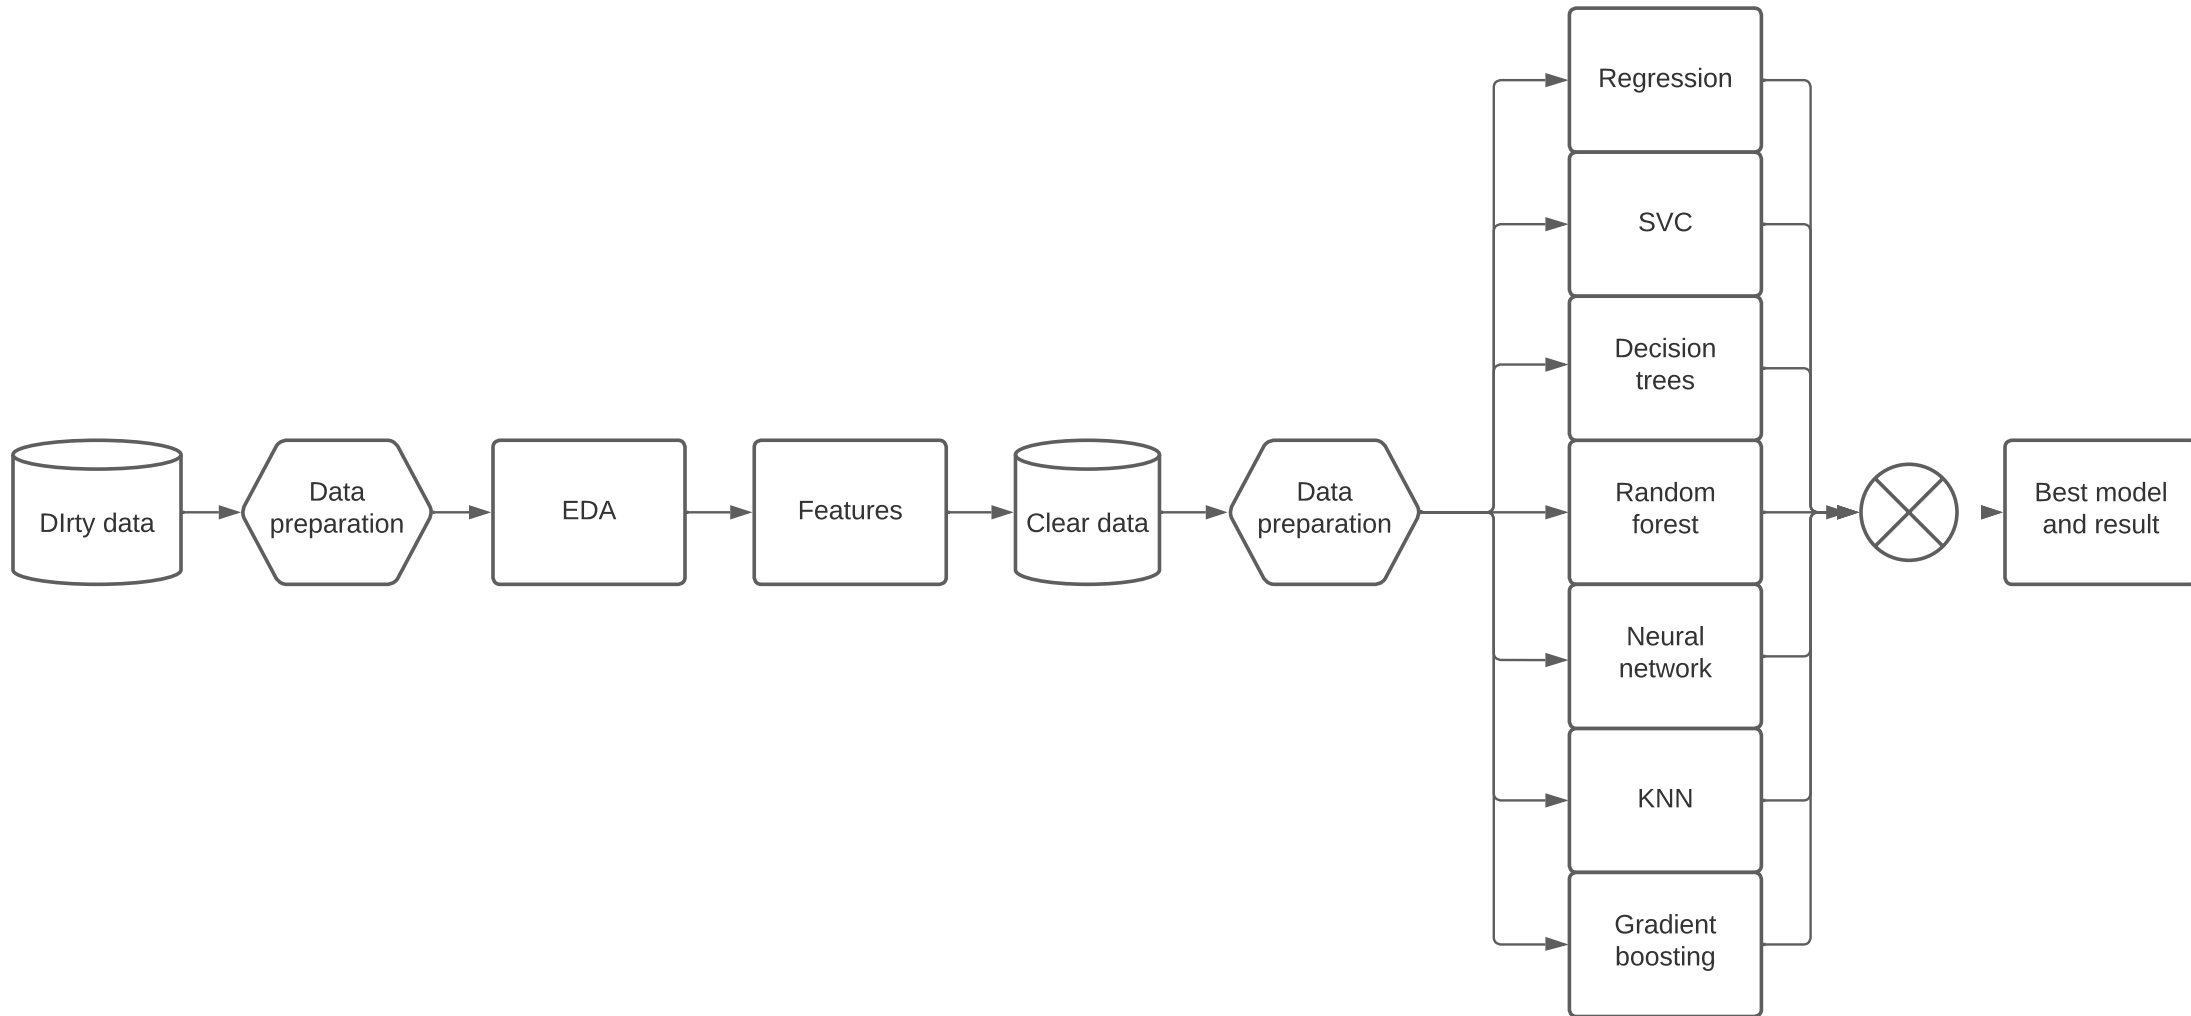 DIrty data
Data
preparation
EDA
Features
Clear data
Data
preparation
Regression
SVC
Decision
trees
Random
forest
Neural
network
KNN
Gradient
boosting
Best model
and result